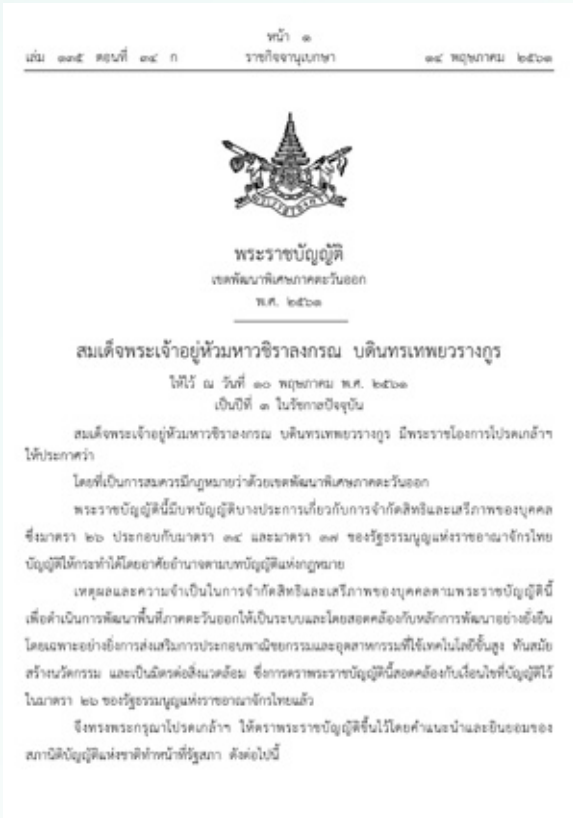 หน้า ๑
เล่ม ๑๓๕ ตอนที่ ๓๔ ก ราชกิจจานุเบกษา ๑๔ พฤษภาคม ๒๕๖๑
พระราชบัญญัติ
เขตพัฒนาพิเศษภาคตะวันออก
พ.ศ. ๒๕๖๑
สมเด็จพระเจ้าอยู่หัวมหาวชิราลงกรณ บดินทรเทพยวรางกูร
ให้ไว้ ณ วันที่ ๑๐ พฤษภาคม พ.ศ. ๒๕๖๑
เป็นปีที่ ๓ ในรัชกาลปัจจุบัน
สมเด็จพระเจ้าอยู่หัวมหาวชิราลงกรณ บดินทรเทพยวรางกูร มีพระราชโองการโปรดเกล้าฯ
ให้ประกาศว่า
โดยที่เป็นการสมควรมีกฎหมายว่าด้วยเขตพัฒนาพิเศษภาคตะวันออก
พระราชบัญญัตินี้มีบทบัญญัติบางประการเกี่ยวกับการจำกัดสิทธิและเสรีภาพของบุคคล
ซึ่งมาตรา ๒๖ ประกอบกับมาตรา ๓๔ และมาตรา ๓๗ ของรัฐธรรมนูญแห่งราชอาณาจักรไทย
บัญญัติให้กระทำได้โดยอาศัยอำนาจตามบทบัญญัติแห่งกฎหมาย
เหตุผลและความจำเป็นในการจำกัดสิทธิและเสรีภาพของบุคคลตามพระราชบัญญัตินี้
เพื่อดำเนินการพัฒนาพื้นที่ภาคตะวันออกให้เป็นระบบและโดยสอดคล้องกับหลักการพัฒนาอย่างยั่งยืน
โดยเฉพาะอย่างยิ่งการส่งเสริมการประกอบพาณิชยกรรมและอุตสาหกรรมที่ใช้เทคโนโลยีขั้นสูง ทันสมัย
สร้างนวัตกรรม และเป็นมิตรต่อสิ่งแวดล้อม ซึ่งการตราพระราชบัญญัตินี้สอดคล้องกับเงื่อนไขที่บัญญัติไว้
ในมาตรา ๒๖ ของรัฐธรรมนูญแห่งราชอาณาจักรไทยแล้ว
จึงทรงพระกรุณาโปรดเกล้าฯ ให้ตราพระราชบัญญัติขึ้นไว้โดยคำแนะนำและยินยอมของ
สภานิติบัญญัติแห่งชาติทำหน้าที่รัฐสภา ดังต่อไปนี้